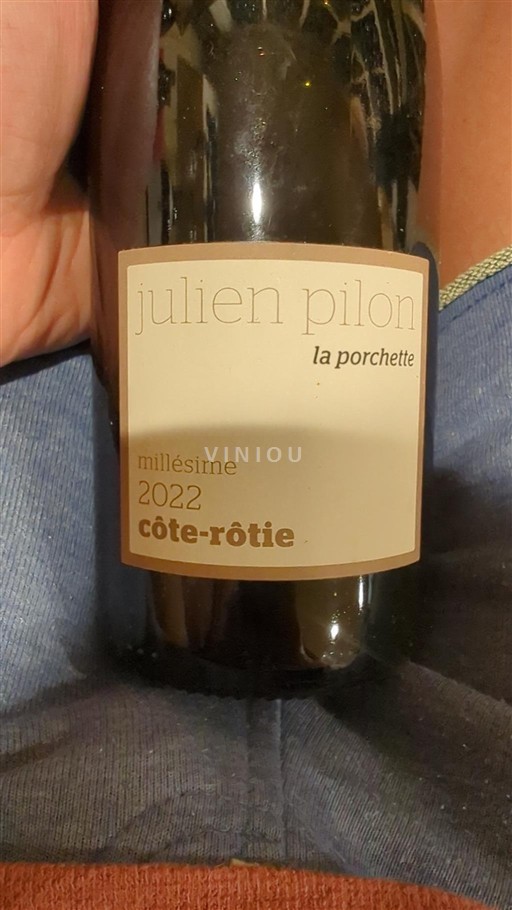 julien pilon
la porchette
VINIOU
millésime
2022
côte-rôtie